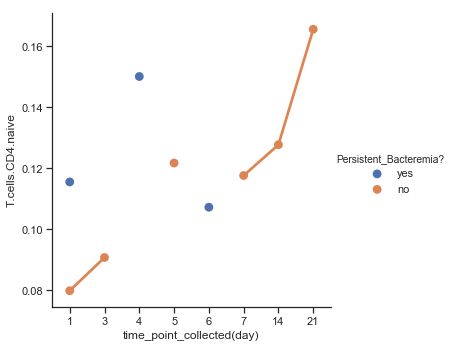 0.16
0.14
0.12
0.10
0.08
T.cells.CD4.naive
1 3 4 5 6 7 14 21
time_point_collected(day)
Persistent_Bacteremia?
yes
no